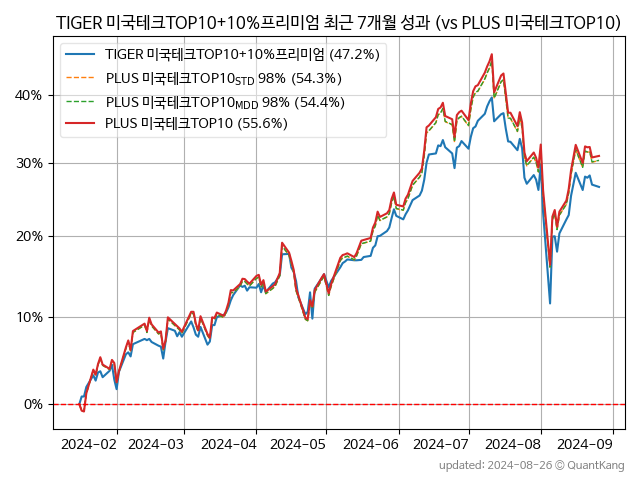 TIGER 미국테크TOP10+10%프리미엄 최근 7개월 성과 (vs PLUS 미국테크TOP10)
TIGER 미국테크TOP10+10%프리미엄 (47.2%)
PLUS 미국테크TOP10STD 98% (54.3%)
PLUS 미국테크TOP10MDD 98% (54.4%)
PLUS 미국테크TOP10 (55.6%)
40%
30%
20%
10%
0%
2024-02 2024-03 2024-04 2024-05 2024-06 2024-07 2024-08 2024-09
updated: 2024-08-26 © QuantKang